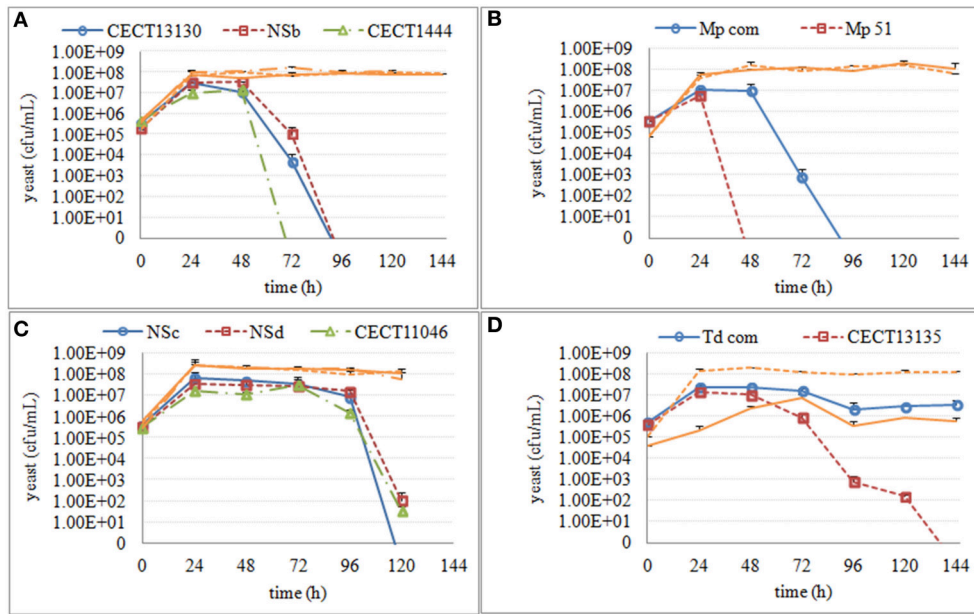 A
CECT13130 NSb CECT1444
yeast (cfu/mL)
1.00E+09
1.00E+08
1.00E+07
1.00E+06
1.00E+05
1.00E+04
1.00E+03
1.00E+02
1.00E+01
0
0 24 48 72 96 120 144
time (h)
B
Mp com Mp 51
yeast (cfu/mL)
1.00E+09
1.00E+08
1.00E+07
1.00E+06
1.00E+05
1.00E+04
1.00E+03
1.00E+02
1.00E+01
0
0 24 48 72 96 120 144
time (h)
C
NSc NSd CECT11046
yeast (cfu/mL)
1.00E+09
1.00E+08
1.00E+07
1.00E+06
1.00E+05
1.00E+04
1.00E+03
1.00E+02
1.00E+01
0
0 24 48 72 96 120 144
time (h)
D
Td com CECT13135
yeast (cfu/mL)
1.00E+09
1.00E+08
1.00E+07
1.00E+06
1.00E+05
1.00E+04
1.00E+03
1.00E+02
1.00E+01
0
0 24 48 72 96 120 144
time (h)